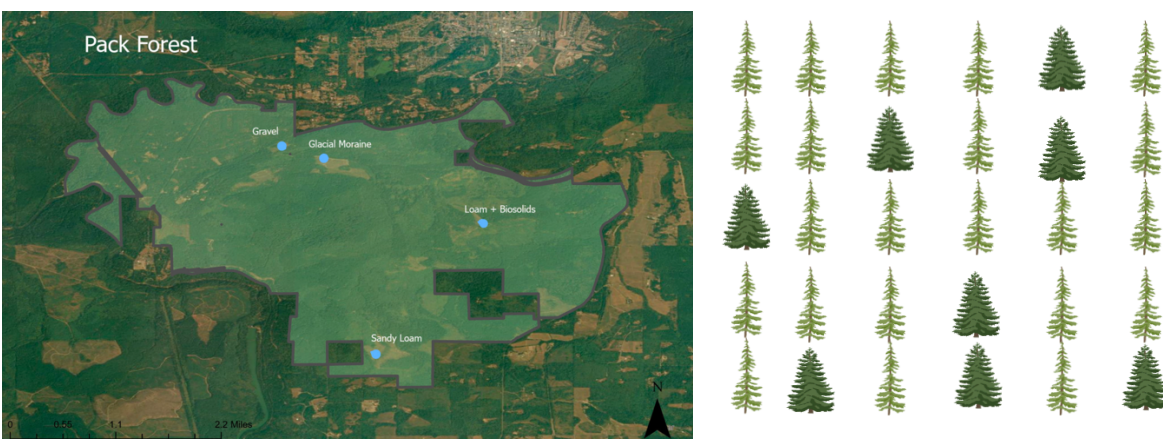 Pack Forest
Gravel
Glacial Moraine
Loam + Biosolids
Sandy Loam
N
0 0.55 1.1 2.2 Miles